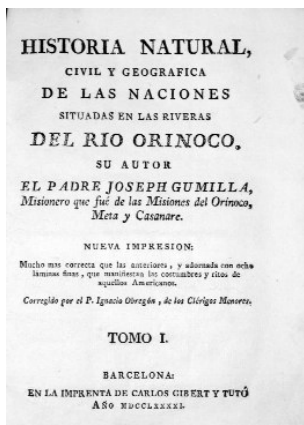 HISTORIA NATURAL,
CIVIL Y GEOGRAFICA
DE LAS NACIONES
SITUADAS EN LAS RIVERAS
DEL RIO ORINOCO,
SU AUTOR
EL PADRE JOSEPH GUMILLA,
Misionero que fué de las Misiones del Orinoco,
Meta y Casanare.
NUEVA IMPRESION:
Mucho mas correcta que las anteriores, y adornada con ocho
láminas finas, que manifiestan las costumbres y ritos de
aquellos Americanos.
Corregido por el P. Ignacio Obregón, de los Clérigos Menores.
TOMO I.
BARCELONA:
EN LA IMPRENTA DE CARLOS GIBERT Y TUTÓ
AÑO MDCCLXXXXI.